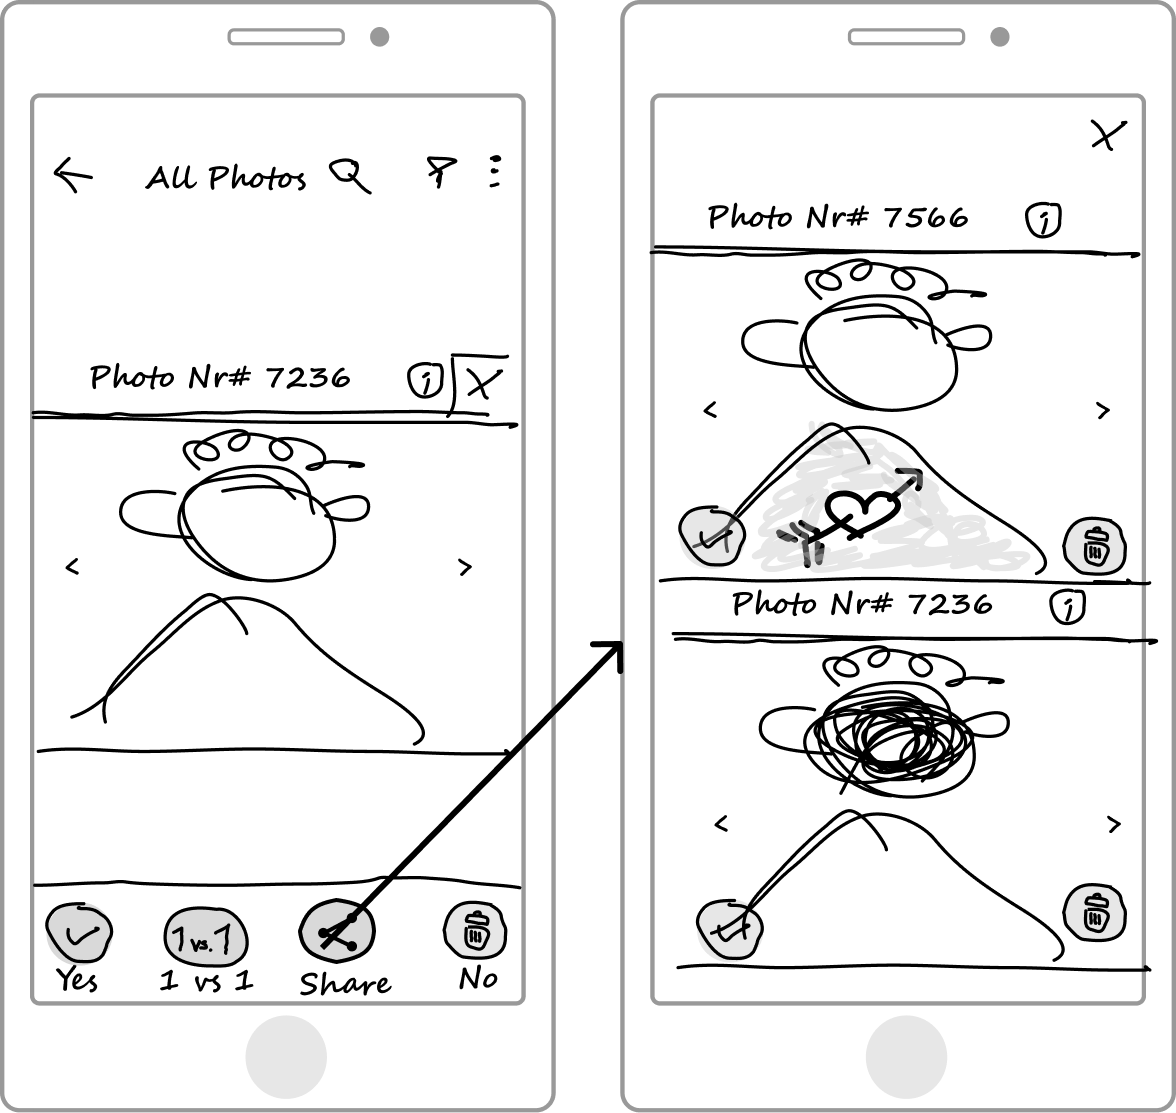 All Photos
Photo Nr# 7236
1 vs. 1
Yes
1 vs 1
Share
No
X
Photo Nr# 7566
i
Photo Nr# 7236
i